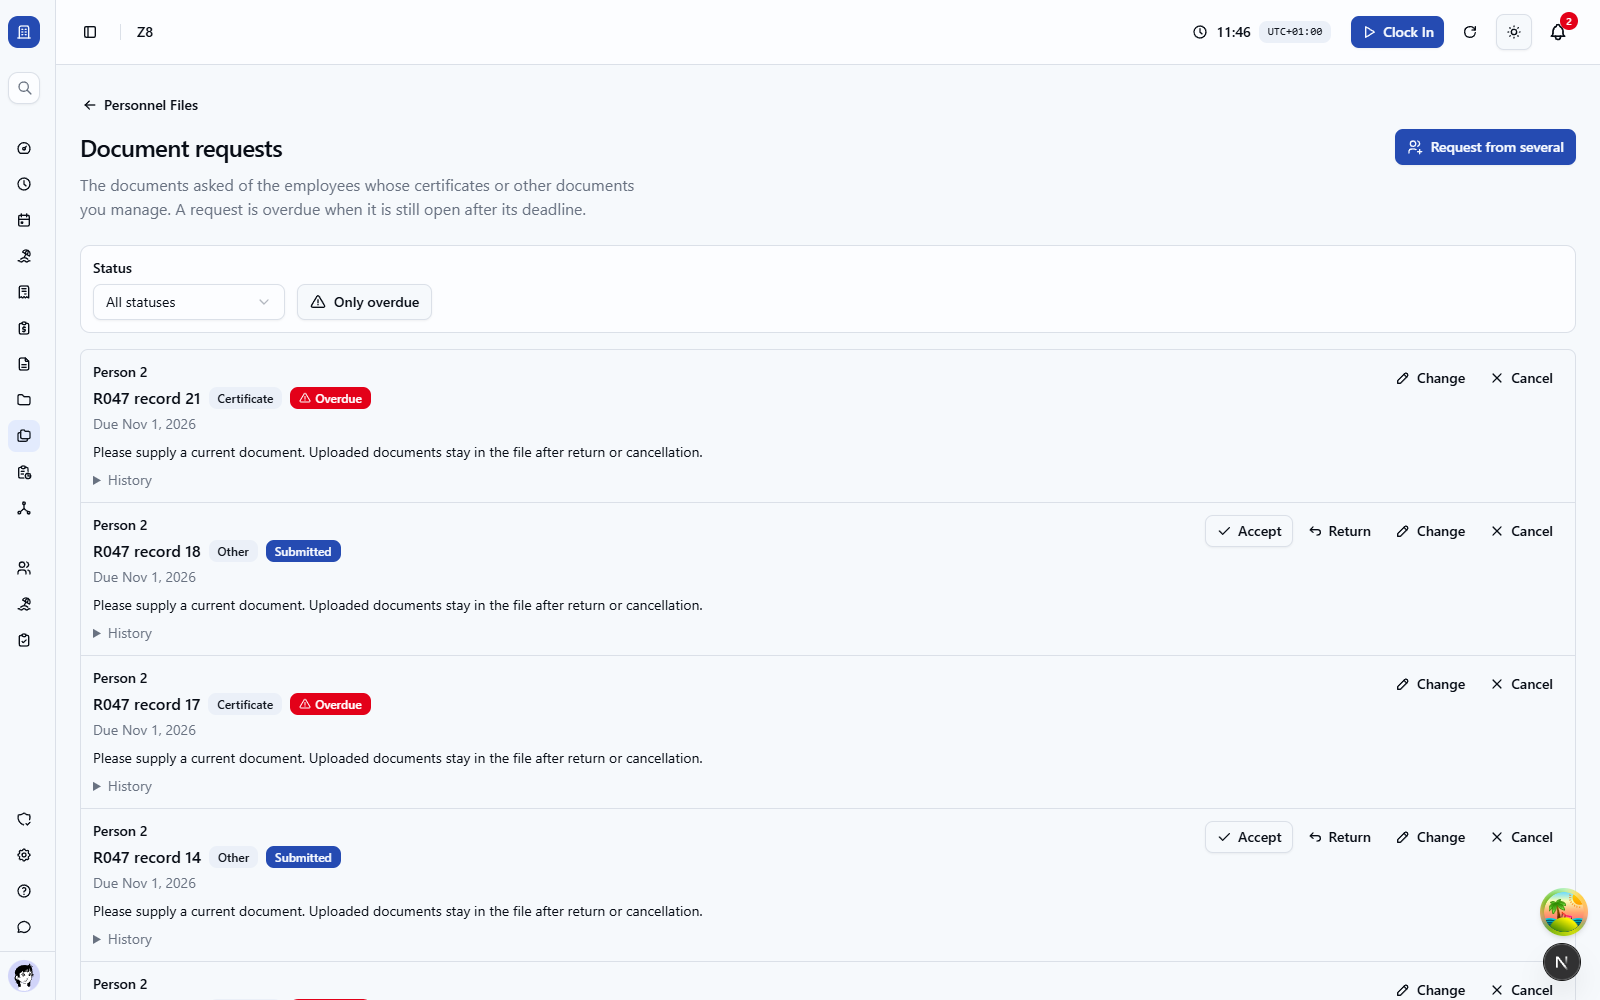 Z8
11:46
UTC+01:00
Clock In
2
Personnel Files
Document requests
Request from several
The documents asked of the employees whose certificates or other documents
you manage. A request is overdue when it is still open after its deadline.
Status
All statuses
Only overdue
Person 2
Change
Cancel
R047 record 21
Certificate
Overdue
Due Nov 1, 2026
Please supply a current document. Uploaded documents stay in the file after return or cancellation.
History
Person 2
Accept
Return
Change
Cancel
R047 record 18
Other
Submitted
Due Nov 1, 2026
Please supply a current document. Uploaded documents stay in the file after return or cancellation.
History
Person 2
Change
Cancel
R047 record 17
Certificate
Overdue
Due Nov 1, 2026
Please supply a current document. Uploaded documents stay in the file after return or cancellation.
History
Person 2
Accept
Return
Change
Cancel
R047 record 14
Other
Submitted
Due Nov 1, 2026
Please supply a current document. Uploaded documents stay in the file after return or cancellation.
History
Person 2
Change
Cancel
N